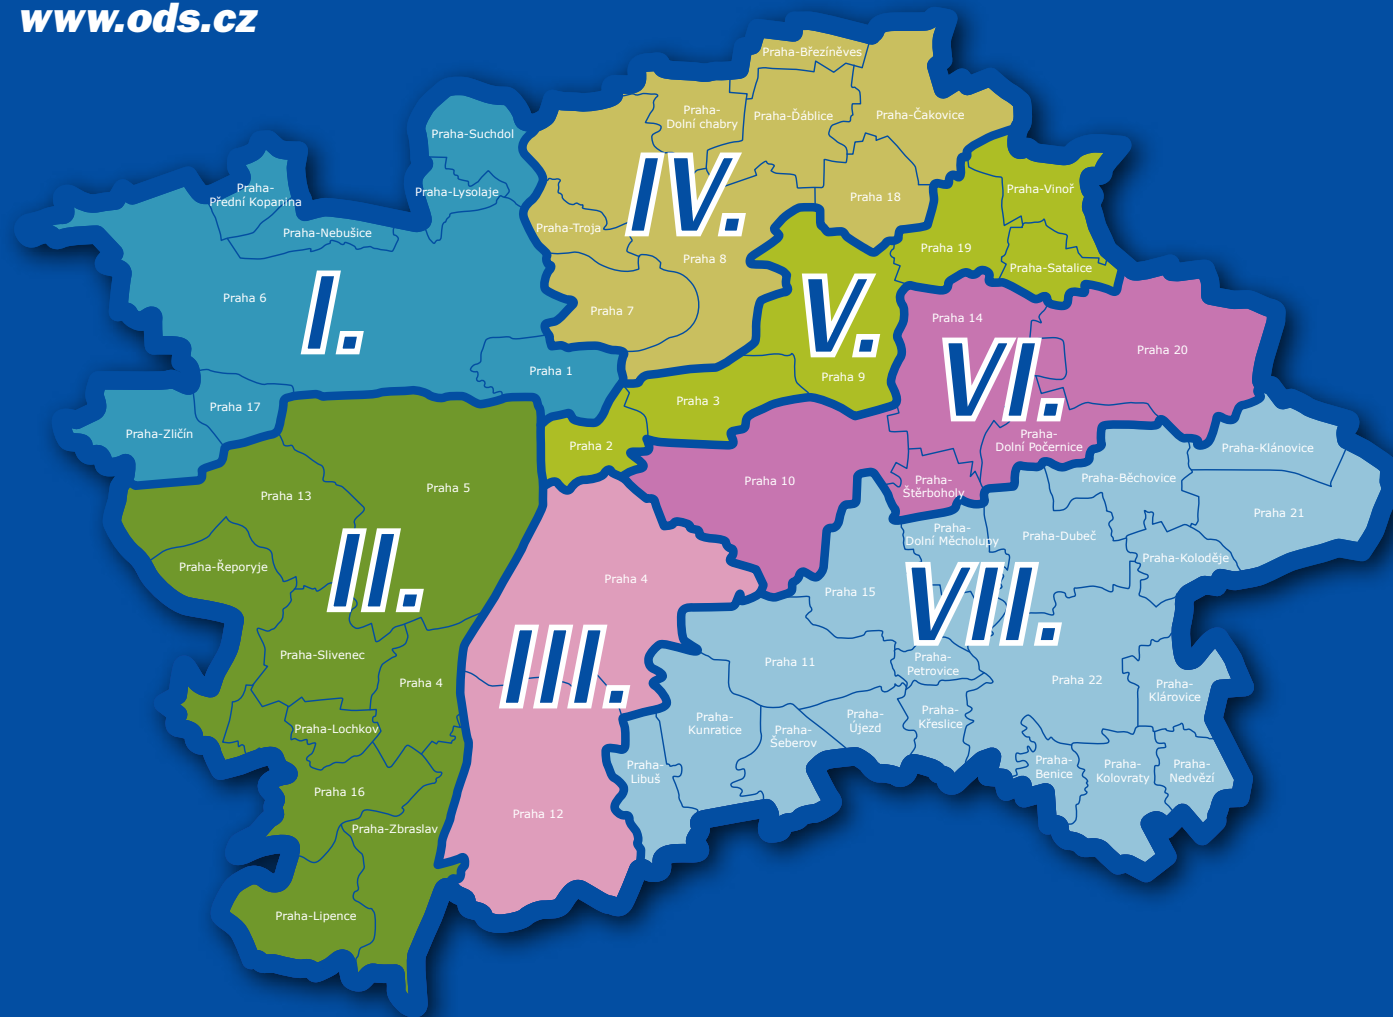 www.ods.cz
Praha-Březiněves
Praha-
Dolní chabry
Praha-Ďáblice
Praha-Čakovice
Praha-Suchdol
Praha-Lysolaje
Praha-
Přední Kopanina
Praha-Nebušice
Praha 6
I.
Praha 1
Praha 17
Praha-Zličín
IV.
Praha 18
Praha-Troja
Praha 8
Praha 7
Praha-Vinoř
Praha 19
Praha-Satalice
V.
Praha 9
Praha 3
Praha 2
Praha 14
Praha 20
VI.
Praha-
Dolní Počernice
Praha 10
Praha-
Štěrboholy
Praha 5
Praha 13
Praha-Řeporyje
II.
Praha-Slivenec
Praha 4
Praha-Lochkov
Praha 16
Praha-Zbraslav
Praha-Lipence
Praha 4
III.
Praha 12
Praha-Klánovice
Praha-Běchovice
Praha 21
Praha-
Dolní Měcholupy
Praha-Dubeč
Praha-Koloděje
Praha 15
VII.
Praha 11
Praha-
Petrovice
Praha 22
Praha-
Klárovice
Praha-
Kunratice
Praha-
Šeberov
Praha-
Újezd
Praha-
Křeslice
Praha-
Libuš
Praha-
Benice
Praha-
Kolovraty
Praha-
Nedvězí